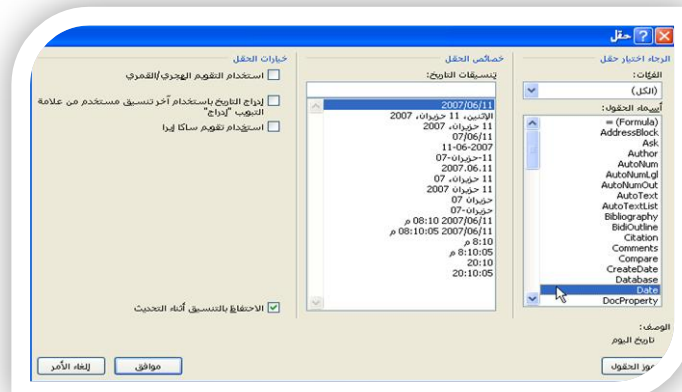 حقل
الرجاء اختيار حقل
الفئات:
(الكل)
أسماء الحقول:
= (Formula)
AddressBlock
Ask
Author
AutoNum
AutoNumLgl
AutoNumOut
AutoText
AutoTextList
Bibliography
BidiOutline
Citation
Comments
Compare
CreateDate
Database
Date
DocProperty
الوصف:
تاريخ اليوم
خصائص الحقل
تنسيقات التاريخ:
2007/06/11
الإثنين، 11 حزيران، 2007
11 حزيران، 2007
07/06/11
11-06-2007
11-حزيران-07
2007.06.11
11 حزيران، 07
11 حزيران 2007
حزيران 07
حزيران-07
2007/06/11 08:10 م
2007/06/11 08:10:05 م
8:10 م
8:10:05 م
20:10
20:10:05
خيارات الحقل
استخدام التقويم الهجري/القمري
إدراج التاريخ باستخدام آخر تنسيق مستخدم من علامة
التبويب "إدراج"
استخدام تقويم ساكا إيرا
الاحتفاظ بالتنسيق أثناء التحديث
الحقول
موافق
إلغاء الأمر